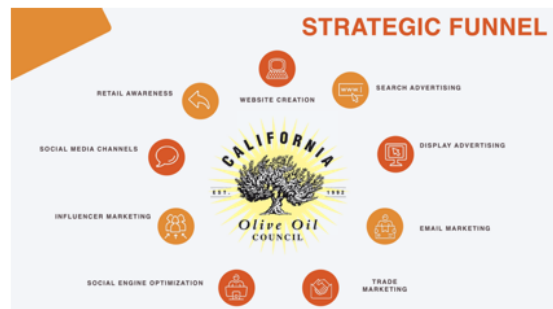 STRATEGIC FUNNEL
WEBSITE CREATION
SEARCH ADVERTISING
DISPLAY ADVERTISING
EMAIL MARKETING
TRADE
MARKETING
SOCIAL ENGINE OPTIMIZATION
INFLUENCER MARKETING
SOCIAL MEDIA CHANNELS
RETAIL AWARENESS
WWW
CALIFORNIA
EST. 1992
Olive Oil
COUNCIL